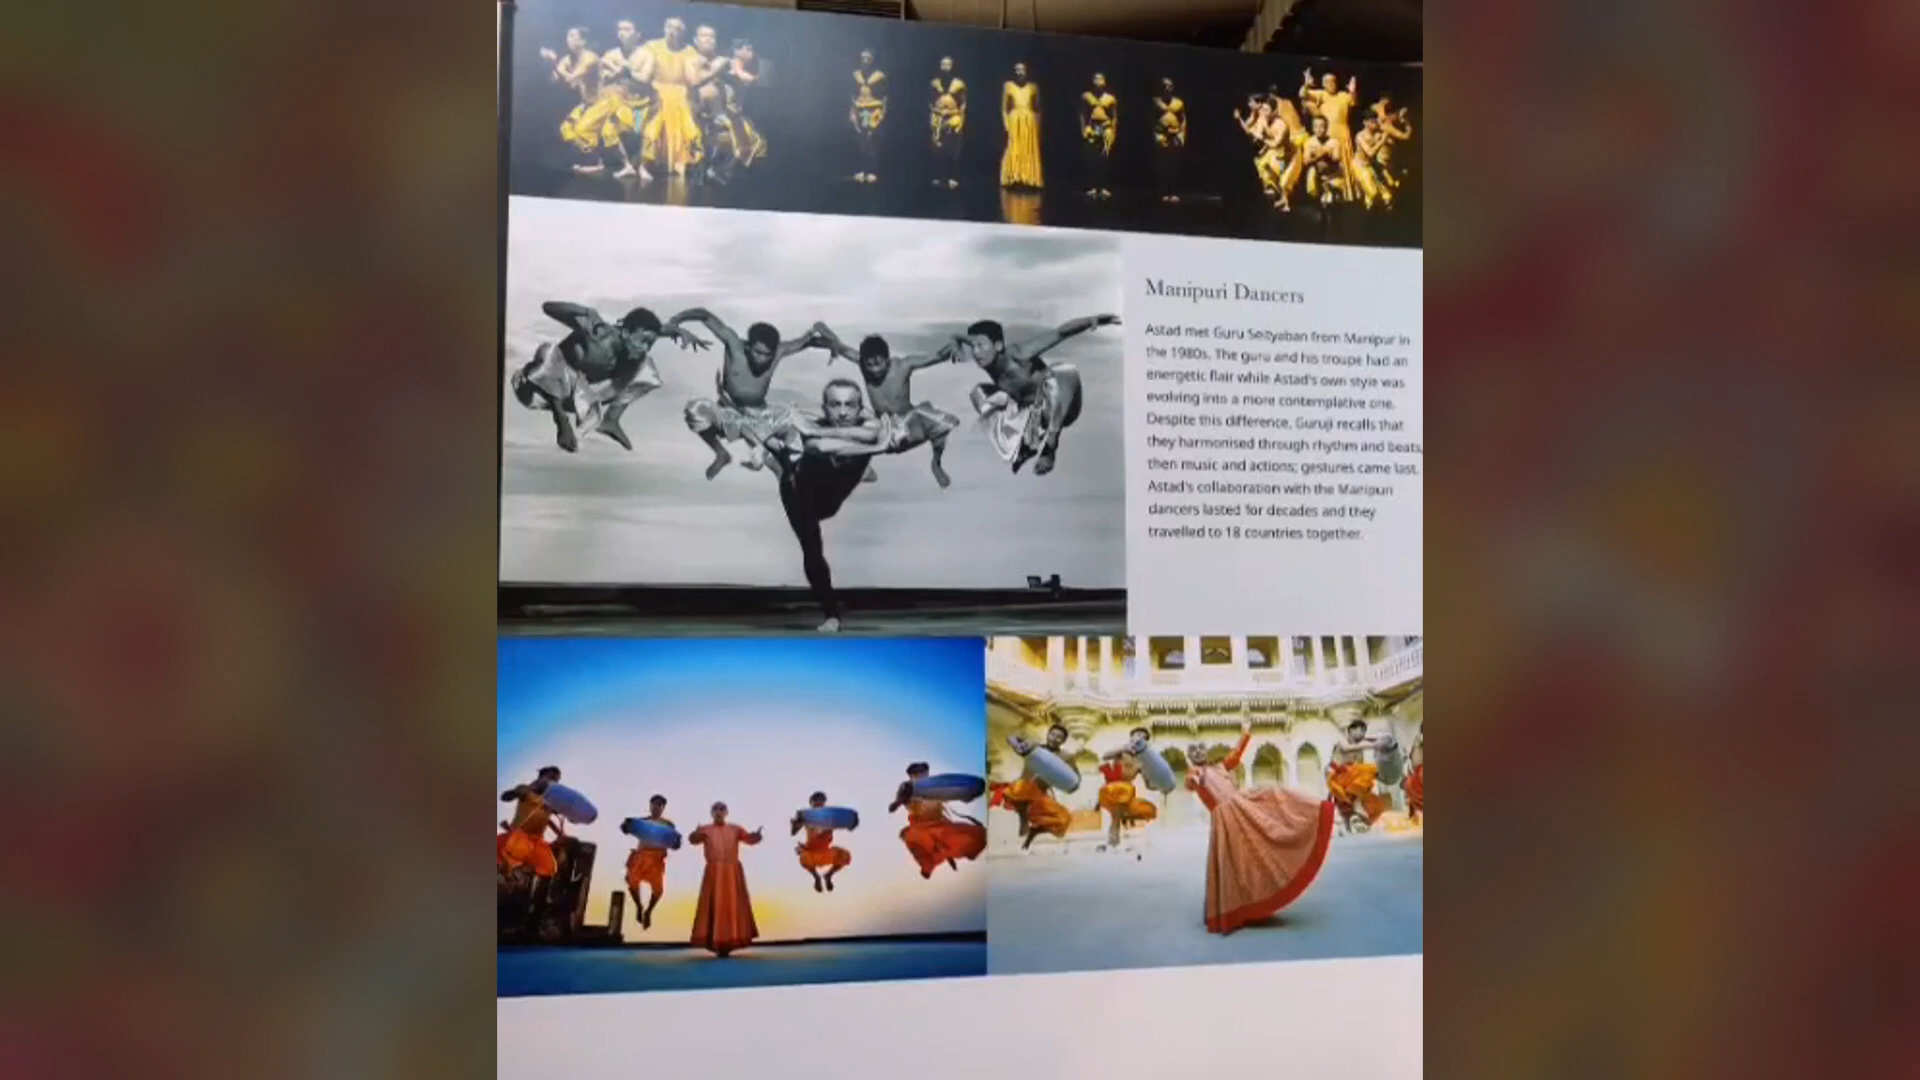 Manipuri Dancers
Astad met Guru Seityaban from Manipur in
the 1980s. The guru and his troupe had an
energetic flair while Astad's own style was
evolving into a more contemplative one.
Despite this difference, Guruji recalls that
they harmonised through rhythm and beats,
then music and actions; gestures came last.
Astad's collaboration with the Manipuri
dancers lasted for decades and they
travelled to 18 countries together.